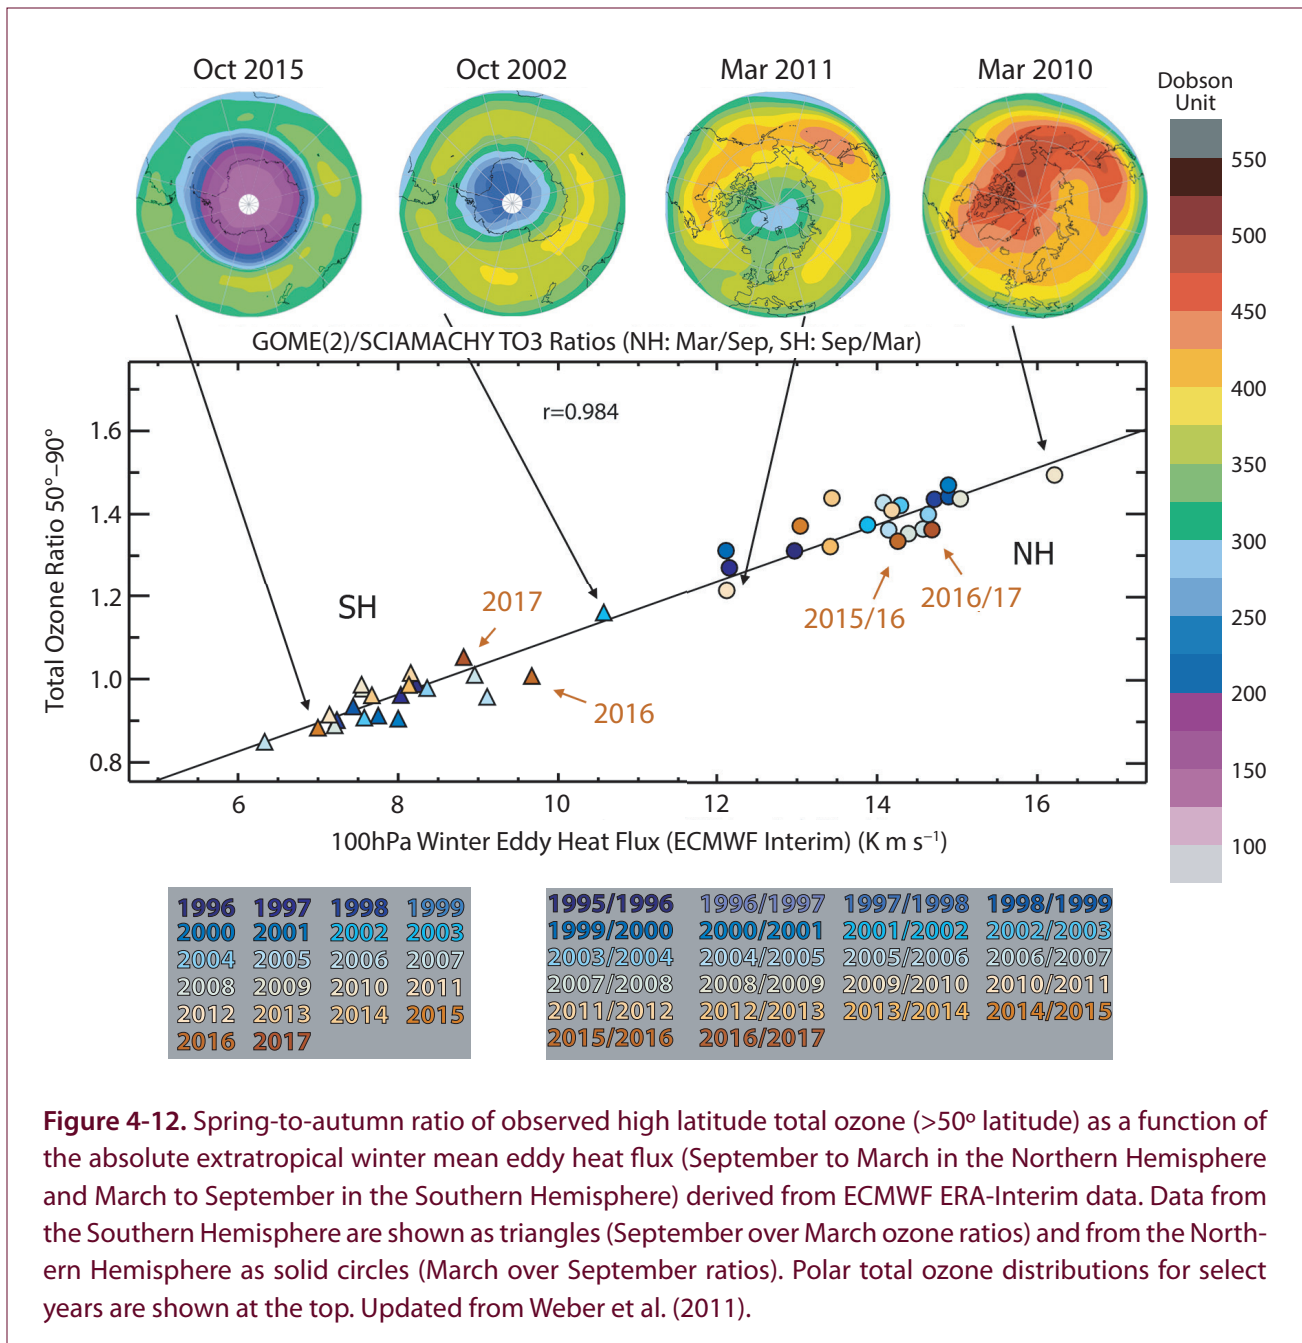 Oct 2015 Oct 2002 Mar 2011 Mar 2010
Dobson
Unit
550
500
450
400
350
300
250
200
150
100
GOME(2)/SCIAMACHY TO3 Ratios (NH: Mar/Sep, SH: Sep/Mar)
r=0.984
Total Ozone Ratio 50°–90°
1.6
1.4
1.2
1.0
0.8
SH
NH
2017
2016
2015/16
2016/17
6 8 10 12 14 16
100hPa Winter Eddy Heat Flux (ECMWF Interim) (K m s⁻¹)
1996 1997 1998 1999
2000 2001 2002 2003
2004 2005 2006 2007
2008 2009 2010 2011
2012 2013 2014 2015
2016 2017
1995/1996 1996/1997 1997/1998 1998/1999
1999/2000 2000/2001 2001/2002 2002/2003
2003/2004 2004/2005 2005/2006 2006/2007
2007/2008 2008/2009 2009/2010 2010/2011
2011/2012 2012/2013 2013/2014 2014/2015
2015/2016 2016/2017
Figure 4-12. Spring-to-autumn ratio of observed high latitude total ozone (>50º latitude) as a function of
the absolute extratropical winter mean eddy heat flux (September to March in the Northern Hemisphere
and March to September in the Southern Hemisphere) derived from ECMWF ERA-Interim data. Data from
the Southern Hemisphere are shown as triangles (September over March ozone ratios) and from the North-
ern Hemisphere as solid circles (March over September ratios). Polar total ozone distributions for select
years are shown at the top. Updated from Weber et al. (2011).